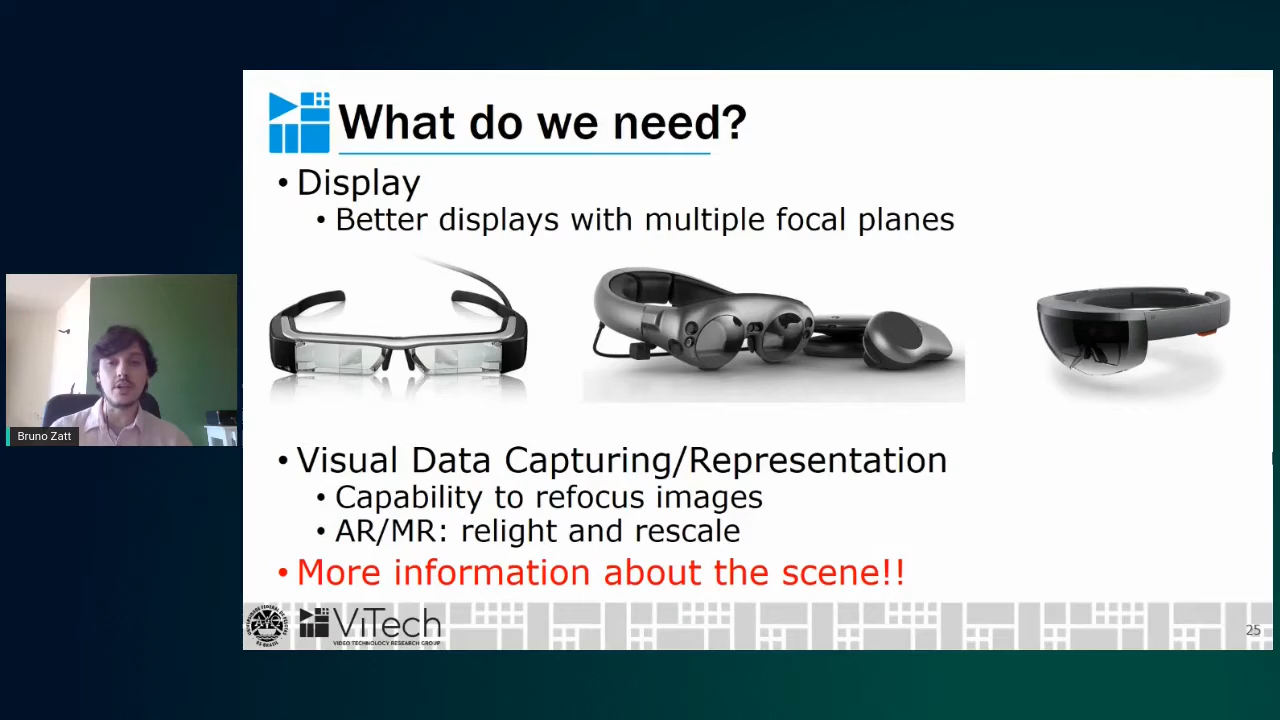 What do we need?
• Display
• Better displays with multiple focal planes
• Visual Data Capturing/Representation
• Capability to refocus images
• AR/MR: relight and rescale
• More information about the scene!!
Bruno Zatt
ViTech
VIDEO TECHNOLOGY RESEARCH GROUP
25